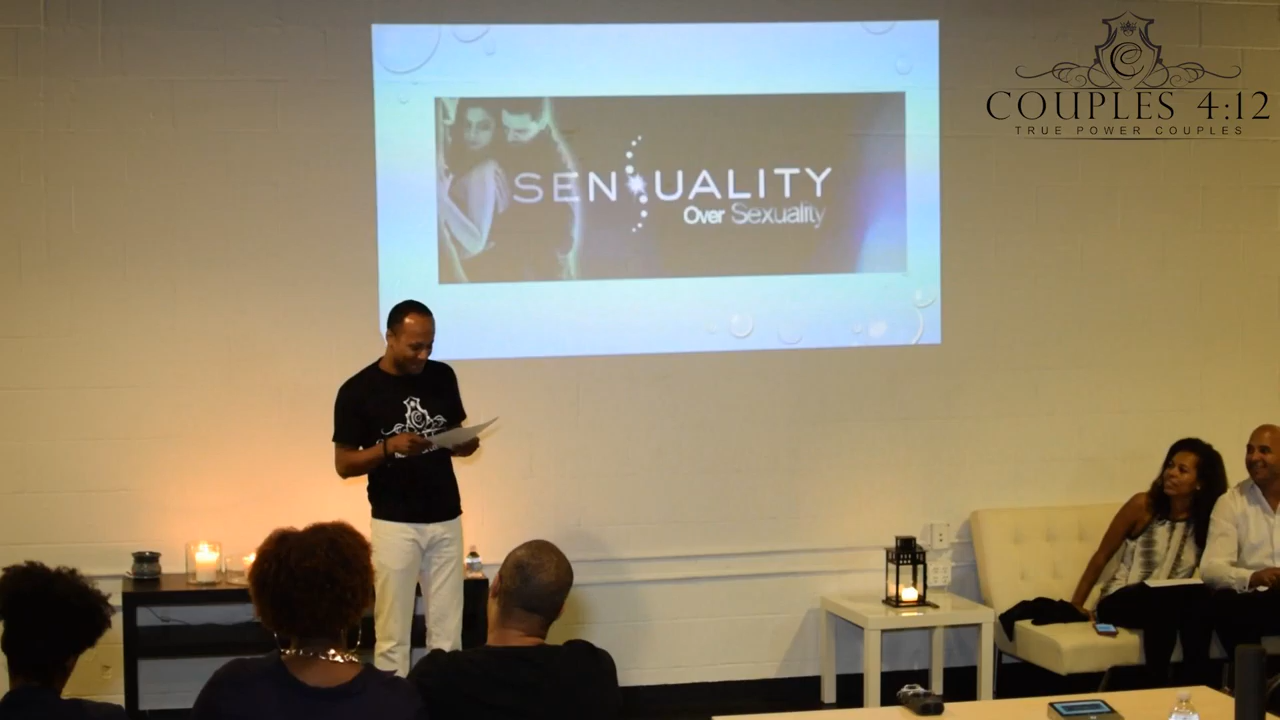 COUPLES 4:12
TRUE POWER COUPLES
SENSUALITY
Over Sexuality
C